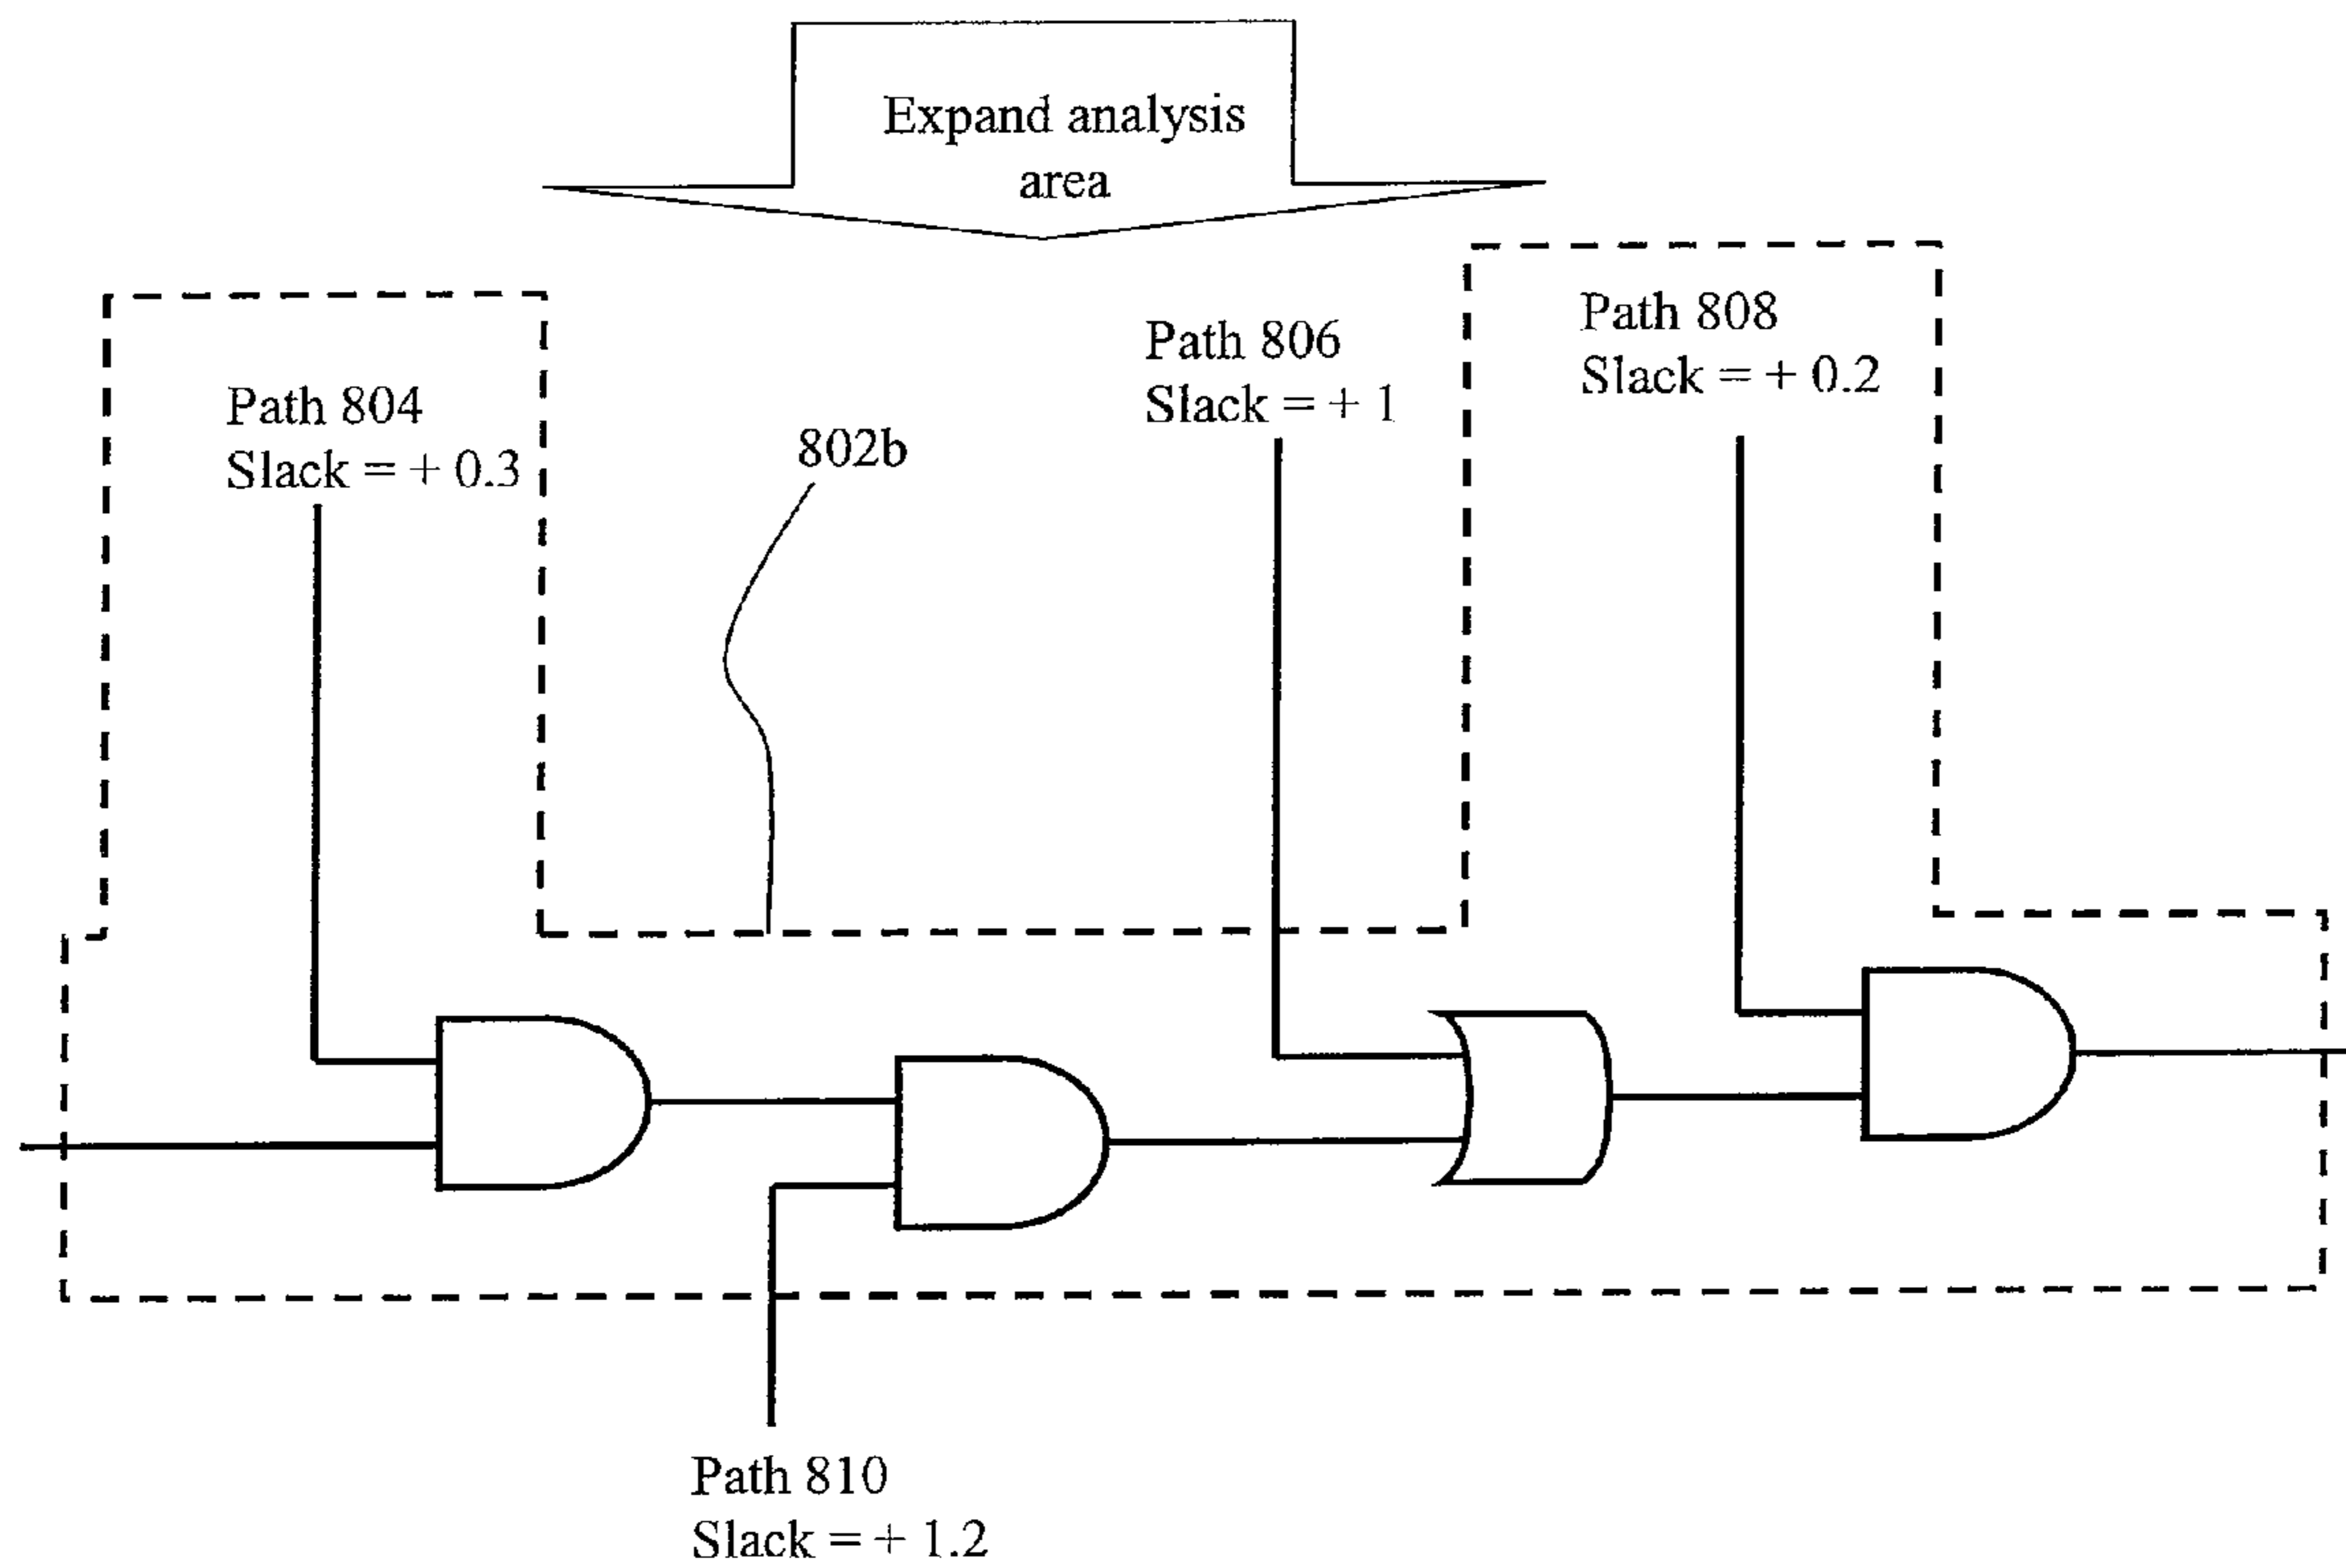 Expand analysis
area
Path 804
Slack = + 0.3
802b
Path 806
Slack = + 1
Path 808
Slack = + 0.2
Path 810
Slack = + 1.2